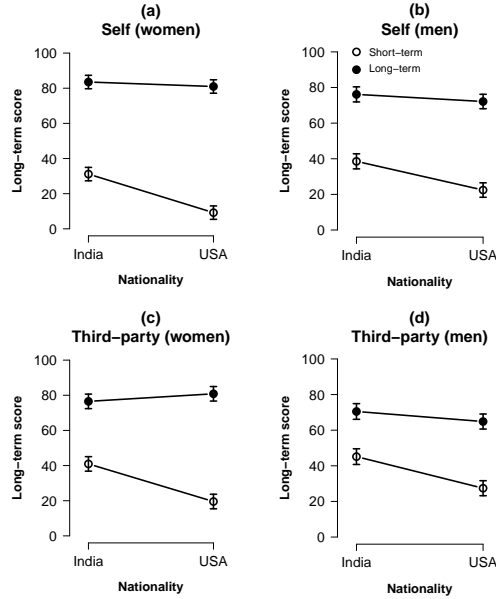 (a)
Self (women)
100
80
60
40
20
0
Long−term score
India
USA
Nationality
(b)
Self (men)
100
80
60
40
20
0
Long−term score
Short−term
Long−term
India
USA
Nationality
(c)
Third−party (women)
100
80
60
40
20
0
Long−term score
India
USA
Nationality
(d)
Third−party (men)
100
80
60
40
20
0
Long−term score
India
USA
Nationality